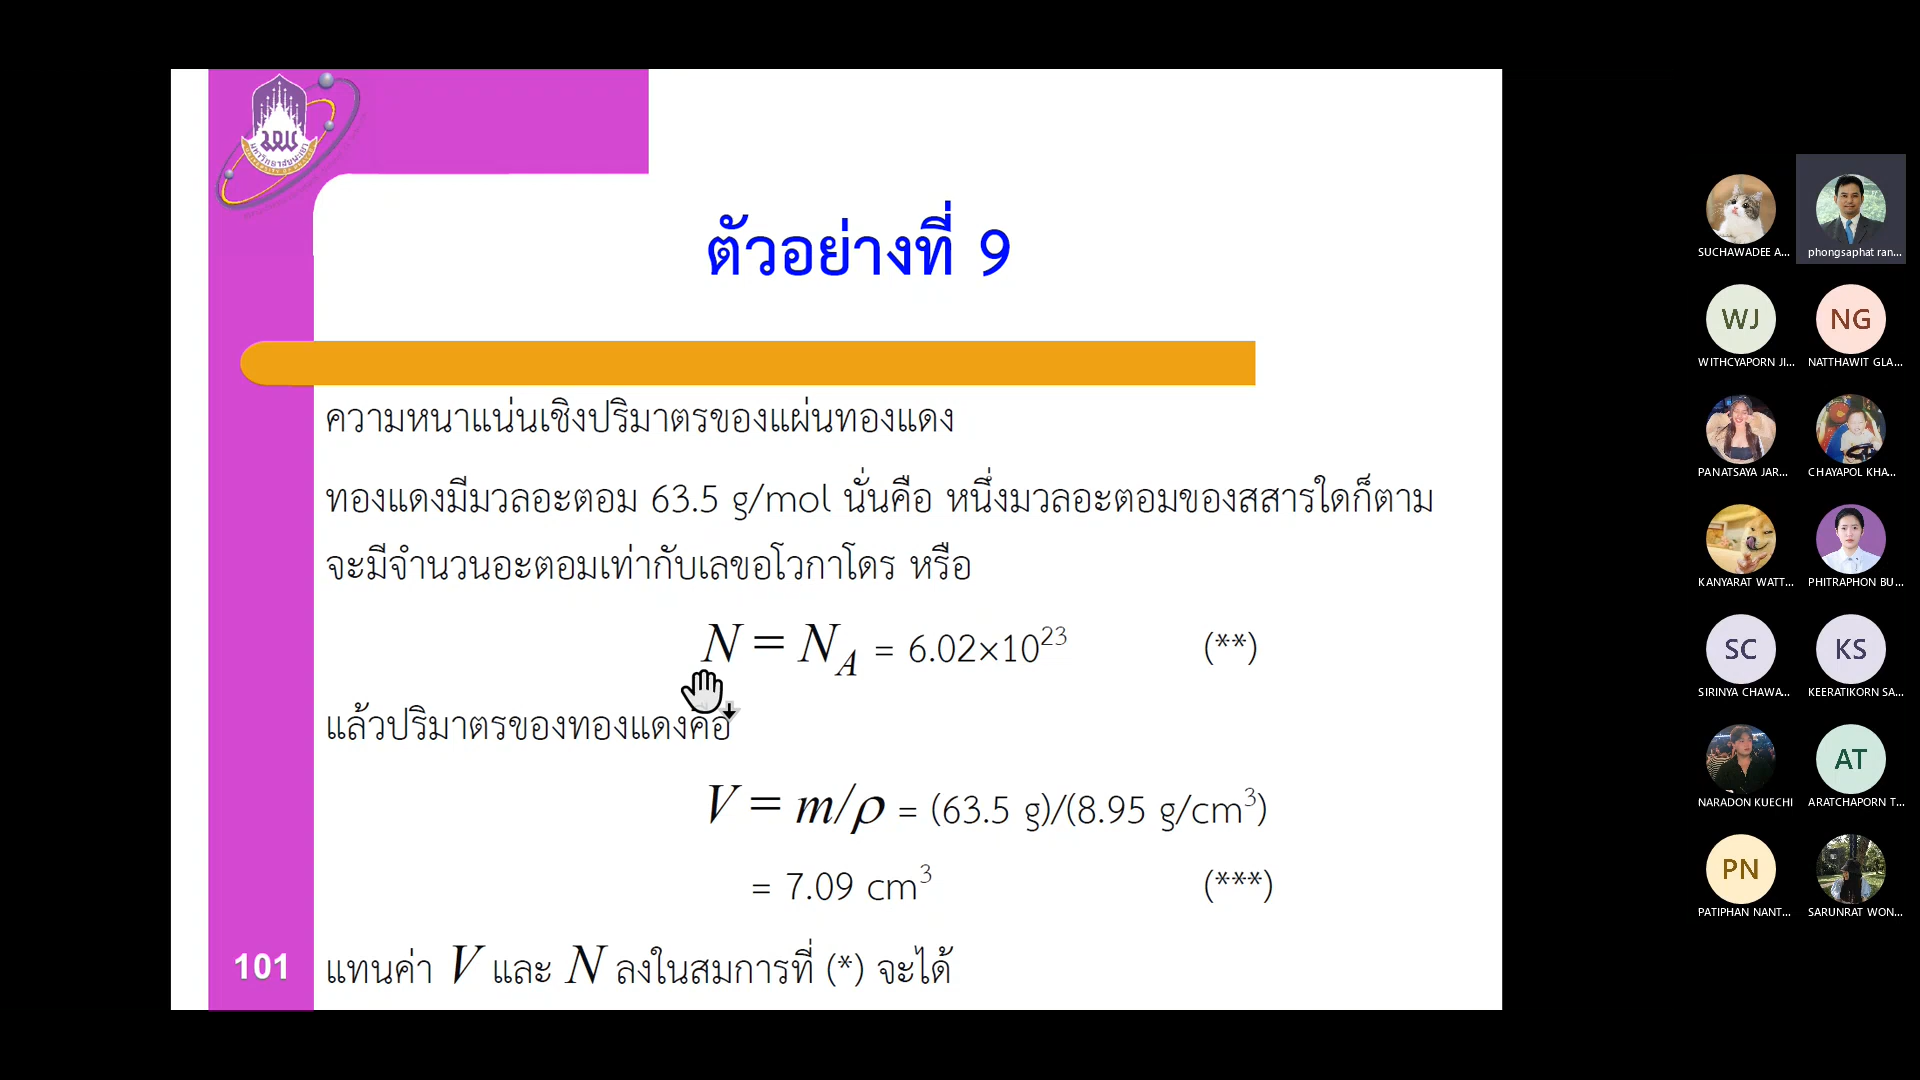 ตัวอย่างที่ 9
ความหนาแน่นเชิงปริมาตรของแผ่นทองแดง
ทองแดงมีมวลอะตอม 63.5 g/mol นั่นคือ หนึ่งมวลอะตอมของสสารใดก็ตาม
จะมีจำนวนอะตอมเท่ากับเลขอโวกาโดร หรือ
N = N_A = 6.02×10²³ (**)
แล้วปริมาตรของทองแดงคือ
V = m/ρ = (63.5 g)/(8.95 g/cm³)
= 7.09 cm³ (***)
101 แทนค่า V และ N ลงในสมการที่ (*) จะได้
SUCHAWADEE A...
phongsaphat ran...
WJ
NG
WITHCYAPORN JI...
NATTHAWIT GLA...
PANATSAYA JAR...
CHAYAPOL KHA...
KANYARAT WATT...
PHITRAPHON BU...
SC
KS
SIRINYA CHAWA...
KEERATIKORN SA...
AT
NARADON KUECHI
ARATCHAPORN T...
PN
PATIPHAN NANT...
SARUNRAT WON...